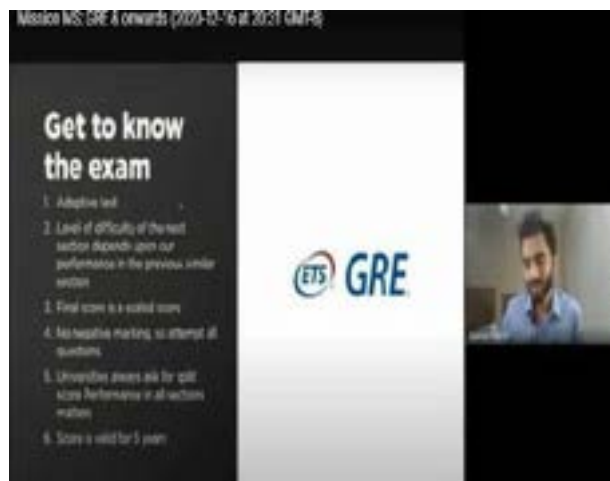 Mission MS: GRE & onwards (2020-12-16 at 20:21 GMT-8)
Get to know
the exam
1. Adaptive test
2. Level of difficulty of the next
section depends upon our
performance in the previous similar
section
3. Final score is a scaled score
4. No negative marking, so attempt all
questions
5. Universities always ask for split
score Performance in all sections
matters
6. Score is valid for 5 years
ETS GRE